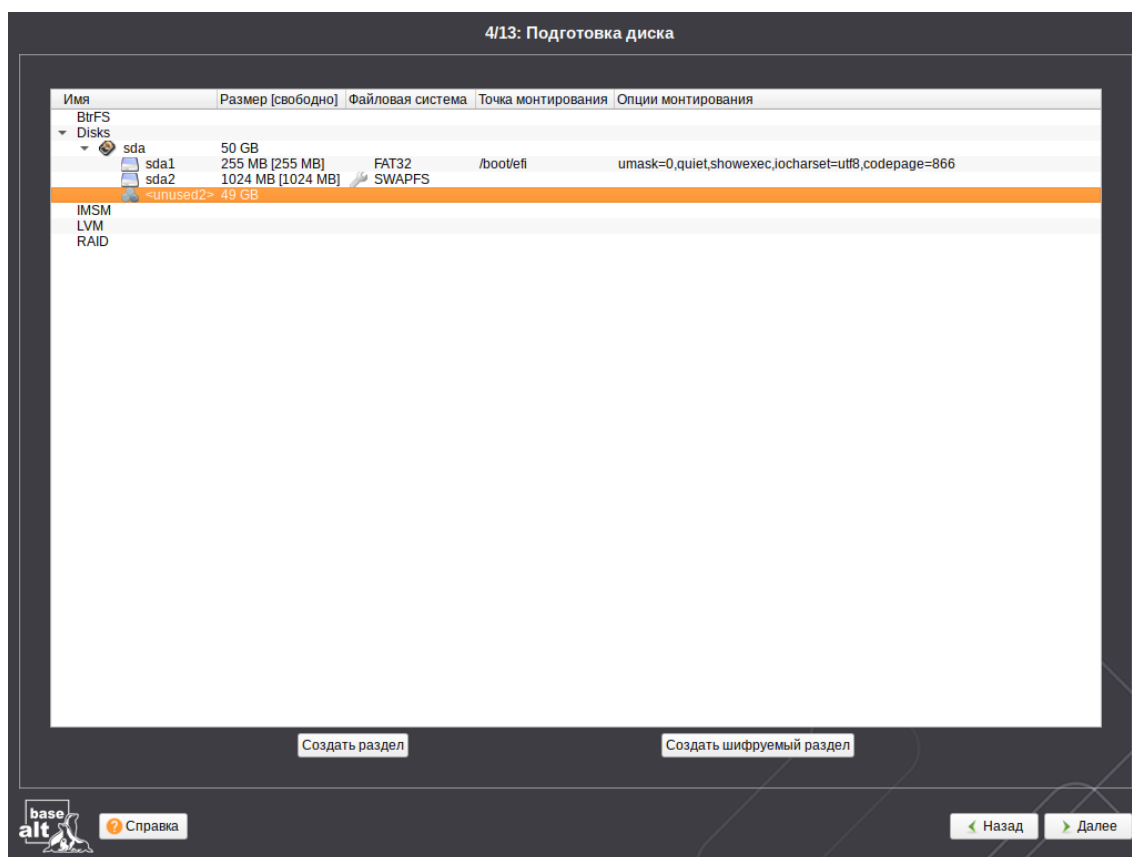 4/13: Подготовка диска
Имя Размер [свободно] Файловая система Точка монтирования Опции монтирования
BtrFS
Disks
sda 50 GB
sda1 255 MB [255 MB] FAT32 /boot/efi umask=0,quiet,showexec,iocharset=utf8,codepage=866
sda2 1024 MB [1024 MB] SWAPFS
<unused2> 49 GB
IMSM
LVM
RAID
Создать раздел Создать шифруемый раздел
base
alt
Справка Назад Далее